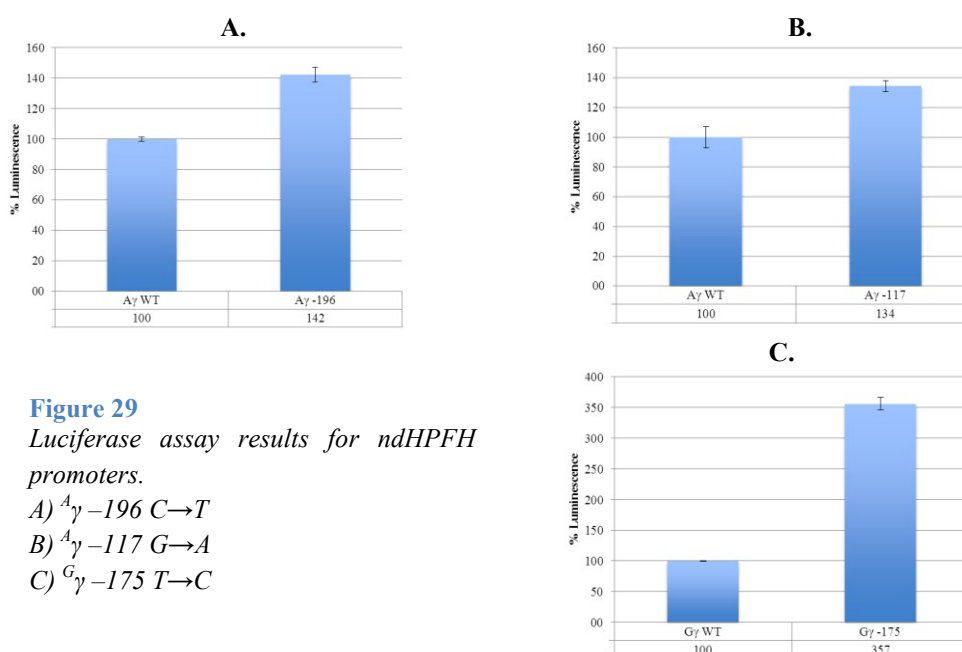 A.
160
140
120
100
80
60
40
20
00
% Luminescence
Aγ WT Aγ -196
100 142
B.
160
140
120
100
80
60
40
20
00
% Luminescence
Aγ WT Aγ -117
100 134
C.
400
350
300
250
200
150
100
50
00
% Luminescence
Gγ WT Gγ -175
100 357
Figure 29
Luciferase assay results for ndHPFH
promoters.
A) ᴬγ –196 C→T
B) ᴬγ –117 G→A
C) ᴳγ –175 T→C